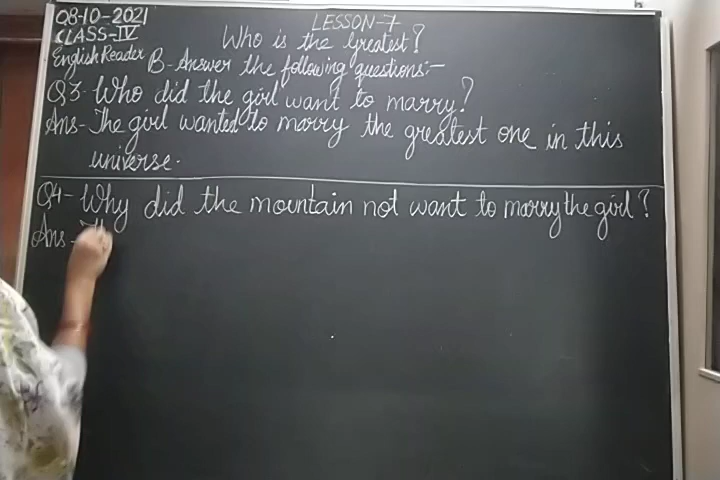 08-10-2021
LESSON-7
CLASS-IV
Who is the Greatest?
English Reader
B-Answer the following questions:-
Q3-Who did the girl want to marry?
Ans-The girl wanted to marry the greatest one in this
universe.
Q4-Why did the mountain not want to marry the girl?
Ans-Th